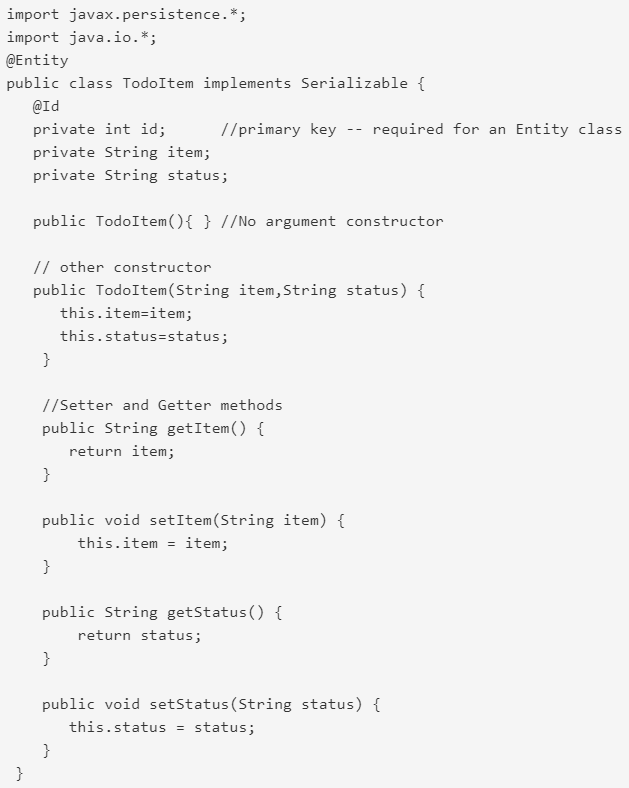 import javax.persistence.*;
import java.io.*;
@Entity
public class TodoItem implements Serializable {
   @Id
   private int id;      //primary key -- required for an Entity class
   private String item;
   private String status;

   public TodoItem(){ } //No argument constructor

   // other constructor
   public TodoItem(String item,String status) {
      this.item=item;
      this.status=status;
    }

    //Setter and Getter methods
    public String getItem() {
       return item;
    }

    public void setItem(String item) {
        this.item = item;
    }

    public String getStatus() {
        return status;
    }

    public void setStatus(String status) {
       this.status = status;
    }
 }